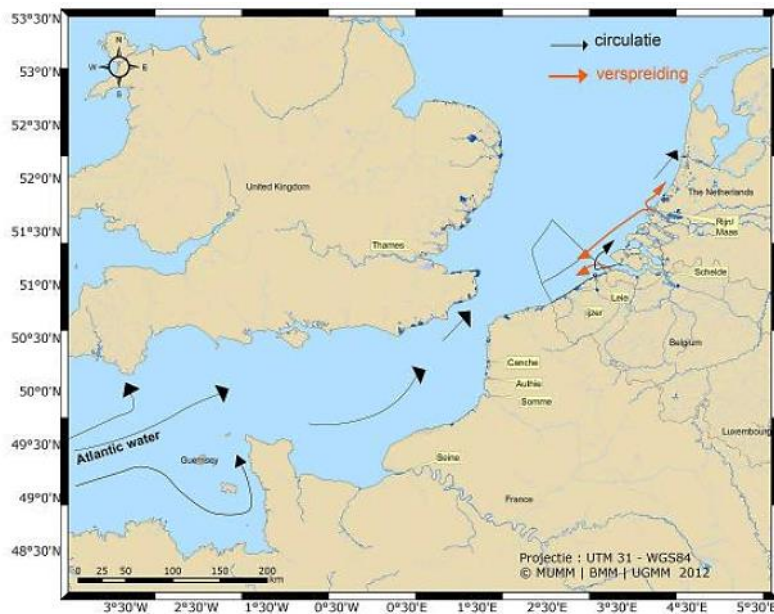 53°30'N
53°0'N
52°30'N
52°0'N
51°30'N
51°0'N
50°30'N
50°0'N
49°30'N
49°0'N
48°30'N
N
W E
S
circulatie
verspreiding
United Kingdom
The Netherlands
Rijn/
Maas
Thames
Schelde
Leie
ijzer
Belgium
Canche
Authie
Somme
Atlantic water
Luxembourg
Guernsey
Seine
France
Projectie : UTM 31 - WGS84
© MUMM | BMM | UGMM 2012
0 25 50 100 150 200
km
3°30'W 2°30'W 1°30'W 0°30'W 0°30'E 1°30'E 2°30'E 3°30'E 4°30'E 5°30'E